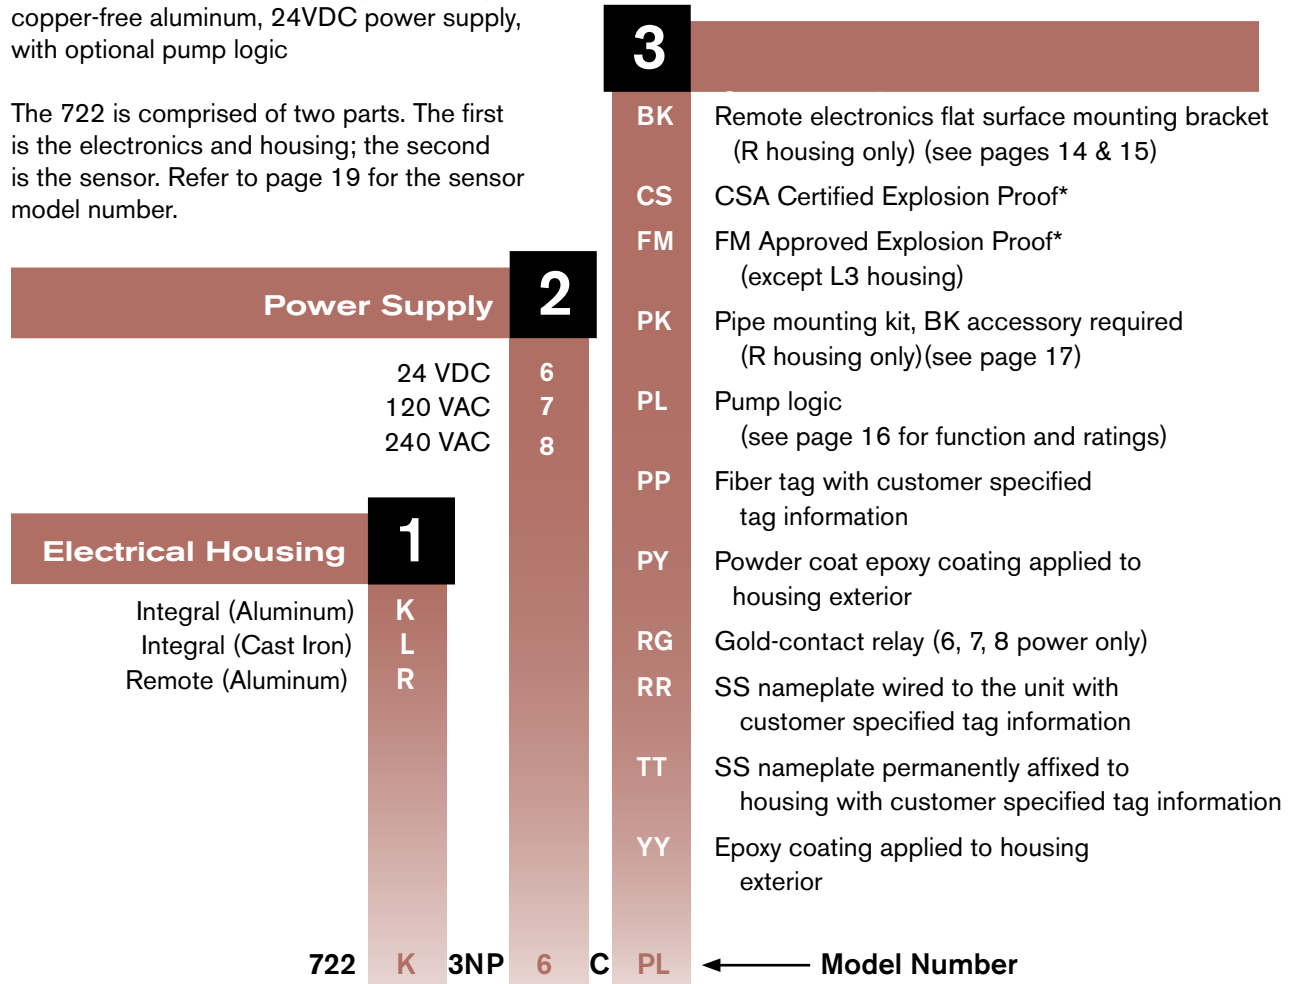 copper-free aluminum, 24VDC power supply,
with optional pump logic
The 722 is comprised of two parts. The first
is the electronics and housing; the second
is the sensor. Refer to page 19 for the sensor
model number.
Power Supply 2
24 VDC 6
120 VAC 7
240 VAC 8
Electrical Housing 1
Integral (Aluminum) K
Integral (Cast Iron) L
Remote (Aluminum) R
3
BK Remote electronics flat surface mounting bracket
(R housing only) (see pages 14 & 15)
CS CSA Certified Explosion Proof*
FM FM Approved Explosion Proof*
(except L3 housing)
PK Pipe mounting kit, BK accessory required
(R housing only)(see page 17)
PL Pump logic
(see page 16 for function and ratings)
PP Fiber tag with customer specified
tag information
PY Powder coat epoxy coating applied to
housing exterior
RG Gold-contact relay (6, 7, 8 power only)
RR SS nameplate wired to the unit with
customer specified tag information
TT SS nameplate permanently affixed to
housing with customer specified tag information
YY Epoxy coating applied to housing
exterior
722 K 3NP 6 C PL Model Number